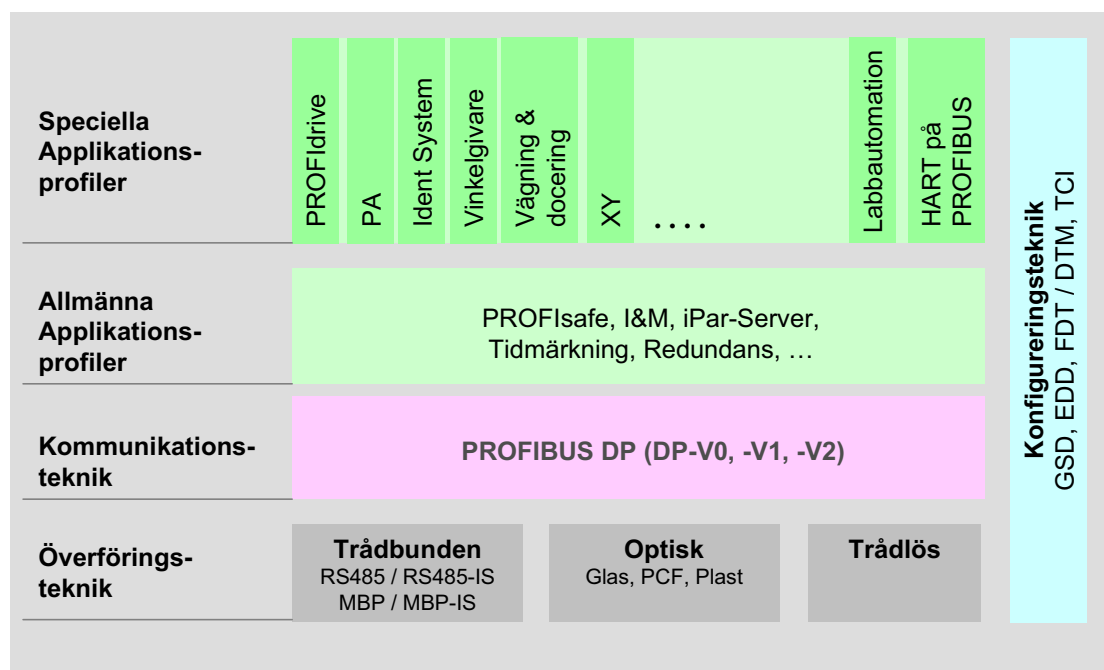 Speciella
Applikations-
profiler
PROFIdrive
PA
Ident System
Vinkelgivare
Vägning &
docering
XY
....
Labbautomation
HART på
PROFIBUS
Allmänna
Applikations-
profiler
PROFIsafe, I&M, iPar-Server,
Tidmärkning, Redundans, …
Kommunikations-
teknik
PROFIBUS DP (DP-V0, -V1, -V2)
Överförings-
teknik
Trådbunden
RS485 / RS485-IS
MBP / MBP-IS
Optisk
Glas, PCF, Plast
Trådlös
Konfigureringsteknik
GSD, EDD, FDT / DTM, TCI